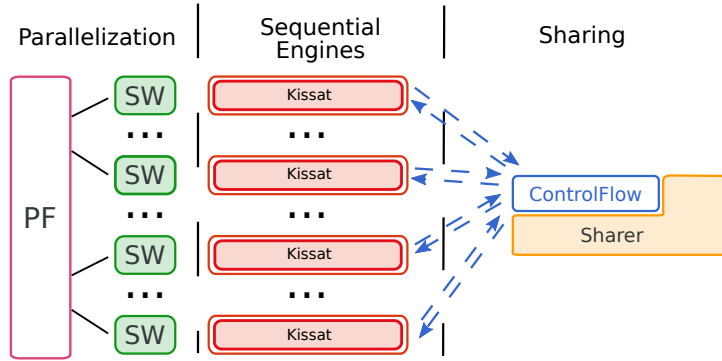 Parallelization
Sequential
Engines
Sharing
PF
SW
Kissat
...
...
SW
Kissat
ControlFlow
...
...
Sharer
SW
Kissat
...
...
SW
Kissat